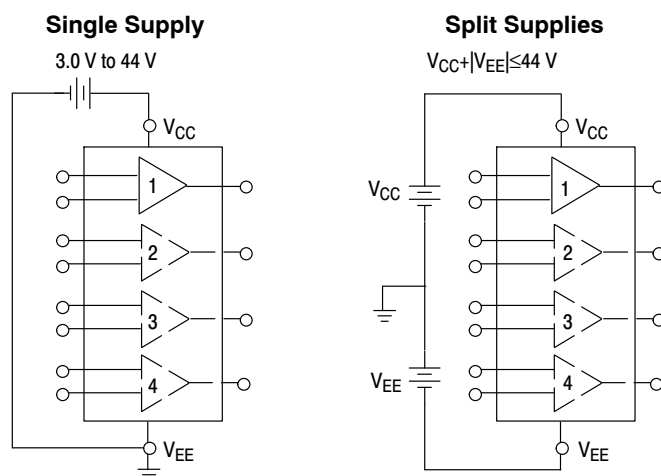 Single Supply
3.0 V to 44 V
VCC
1
2
3
4
VEE
Split Supplies
VCC+|VEE|≤44 V
VCC
VCC
1
2
3
VEE
4
VEE